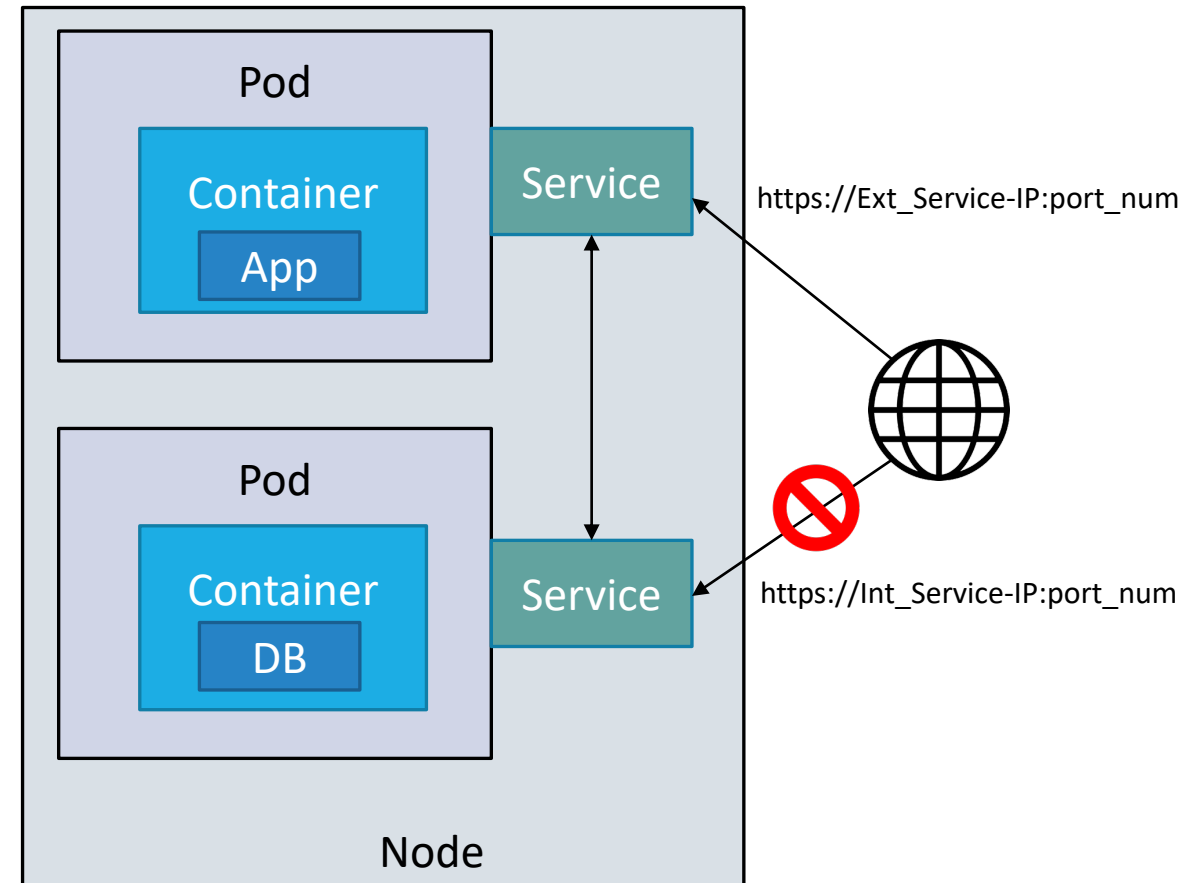 Pod
Container
App
Service
https://Ext_Service-IP:port_num
Pod
Container
DB
Service
https://Int_Service-IP:port_num
Node